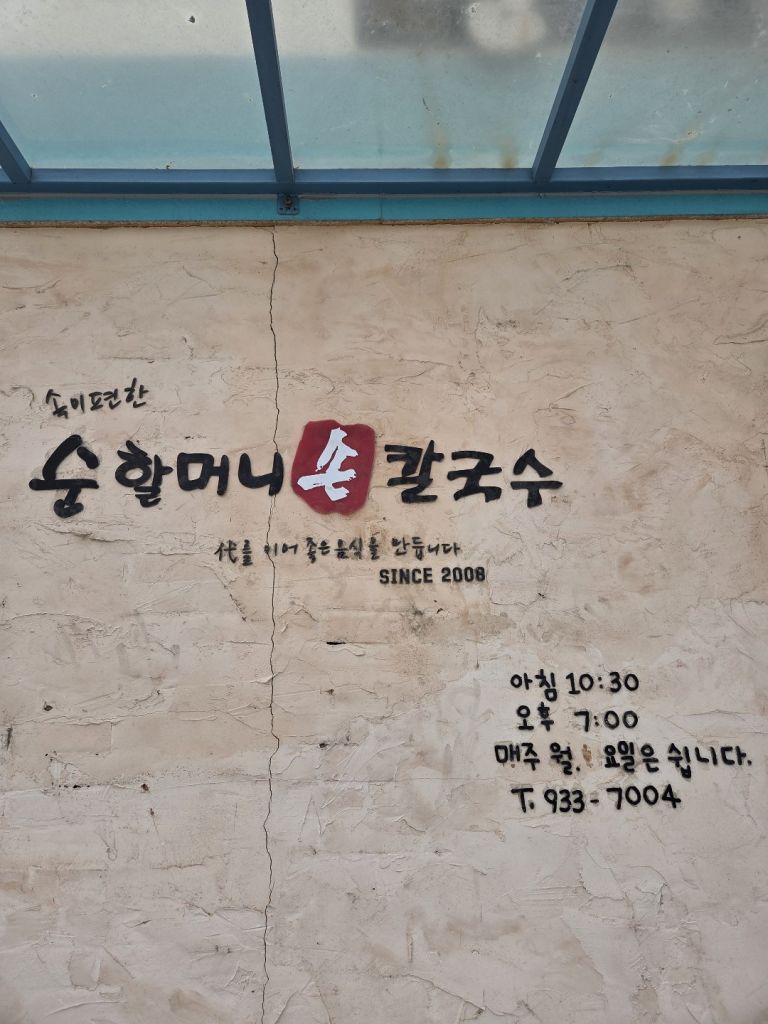 속이편한
숭할머니손칼국수
代를 이어 좋은음식을 만듭니다
SINCE 2008
아침 10:30
오후 7:00
매주 월. 요일은 쉽니다.
T. 933-7004